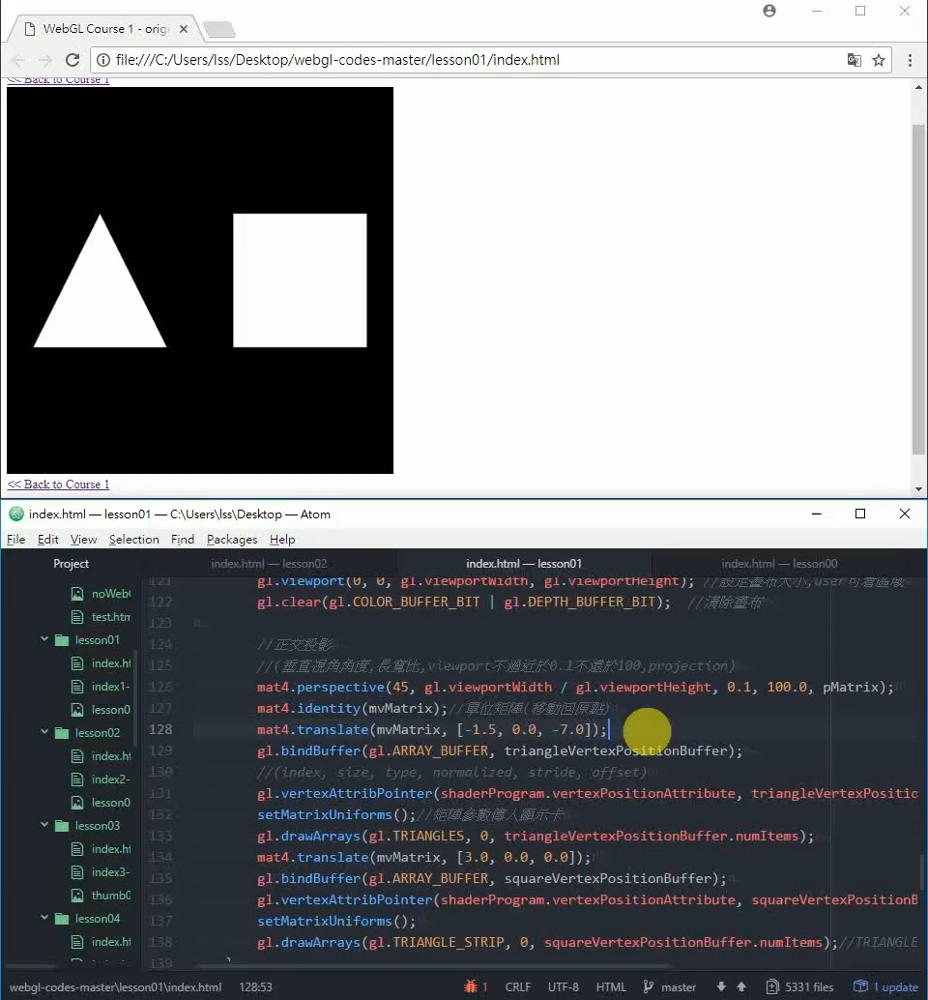 WebGL Course 1 - orig
file:///C:/Users/lss/Desktop/webgl-codes-master/lesson01/index.html
<< Back to Course 1
<< Back to Course 1
index.html — lesson01 — C:\Users\lss\Desktop — Atom
File Edit View Selection Find Packages Help
Project
index.html — lesson02
index.html — lesson01
index.html — lesson00
noWeb
test.htm
lesson01
index.ht
index1-
lesson0
lesson02
index.ht
index2-
lesson0
lesson03
index.ht
index3-
thumb0
lesson04
index.ht
121 gl.viewport(0, 0, gl.viewportWidth, gl.viewportHeight); //設定畫布大小,user可看區域
122 gl.clear(gl.COLOR_BUFFER_BIT | gl.DEPTH_BUFFER_BIT); //清除畫布
123
124 //正交投影
125 //(垂直視角角度,長寬比,viewport不過近於0.1不遠於100,projection)
126 mat4.perspective(45, gl.viewportWidth / gl.viewportHeight, 0.1, 100.0, pMatrix);
127 mat4.identity(mvMatrix);//單位矩陣(移動回原點)
128 mat4.translate(mvMatrix, [-1.5, 0.0, -7.0]);
129 gl.bindBuffer(gl.ARRAY_BUFFER, triangleVertexPositionBuffer);
130 //(index, size, type, normalized, stride, offset)
131 gl.vertexAttribPointer(shaderProgram.vertexPositionAttribute, triangleVertexPositio
132 setMatrixUniforms();//矩陣參數傳入顯示卡
133 gl.drawArrays(gl.TRIANGLES, 0, triangleVertexPositionBuffer.numItems);
134 mat4.translate(mvMatrix, [3.0, 0.0, 0.0]);
135 gl.bindBuffer(gl.ARRAY_BUFFER, squareVertexPositionBuffer);
136 gl.vertexAttribPointer(shaderProgram.vertexPositionAttribute, squareVertexPositionB
137 setMatrixUniforms();
138 gl.drawArrays(gl.TRIANGLE_STRIP, 0, squareVertexPositionBuffer.numItems);//TRIANGLE
139
webgl-codes-master\lesson01\index.html 128:53 1 CRLF UTF-8 HTML master 5331 files 1 update